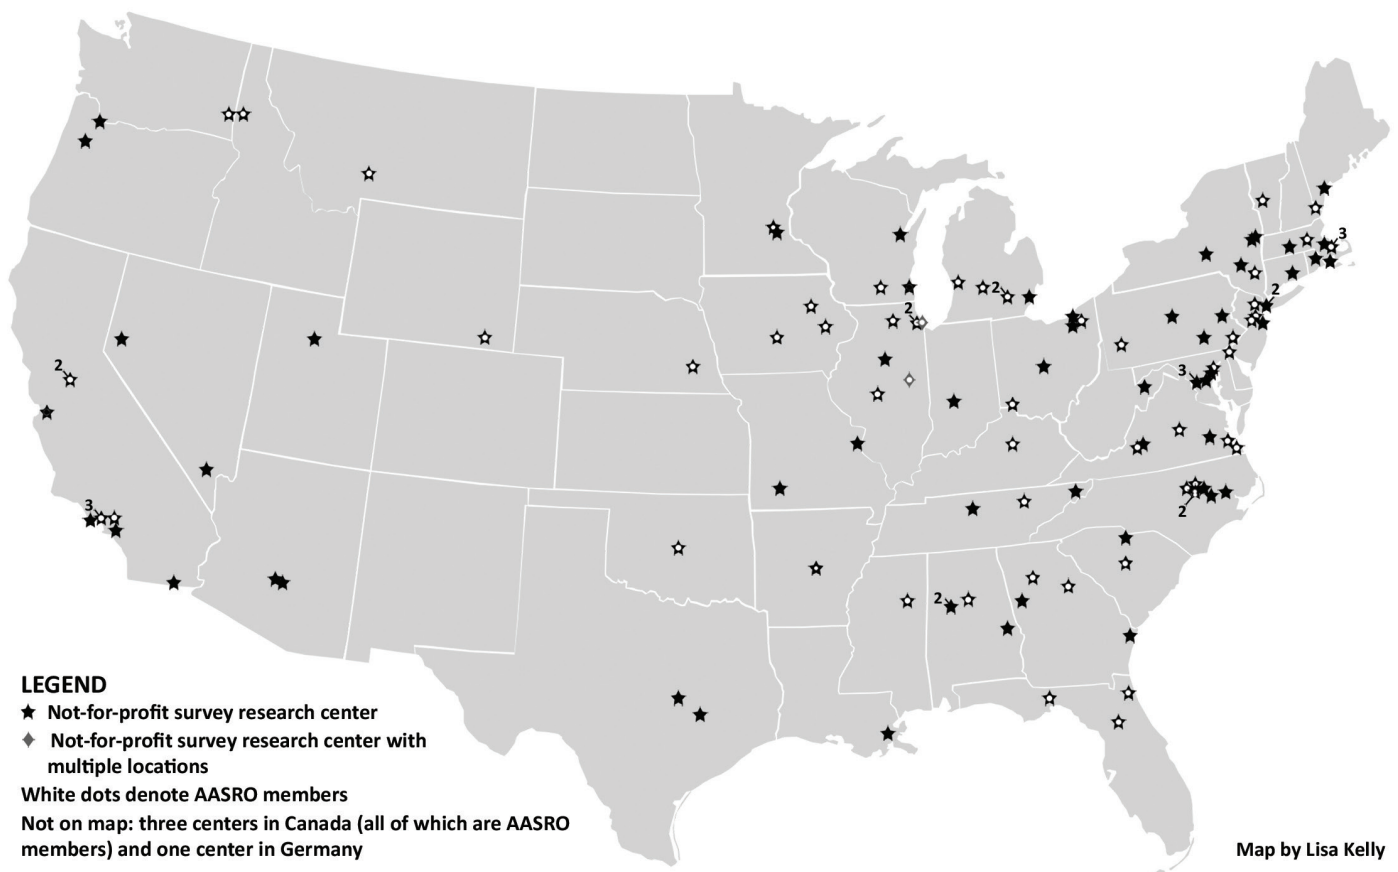 3
2
2
2
3
2
3
2
2
LEGEND
Not-for-profit survey research center
Not-for-profit survey research center with
multiple locations
White dots denote AASRO members
Not on map: three centers in Canada (all of which are AASRO
members) and one center in Germany
Map by Lisa Kelly